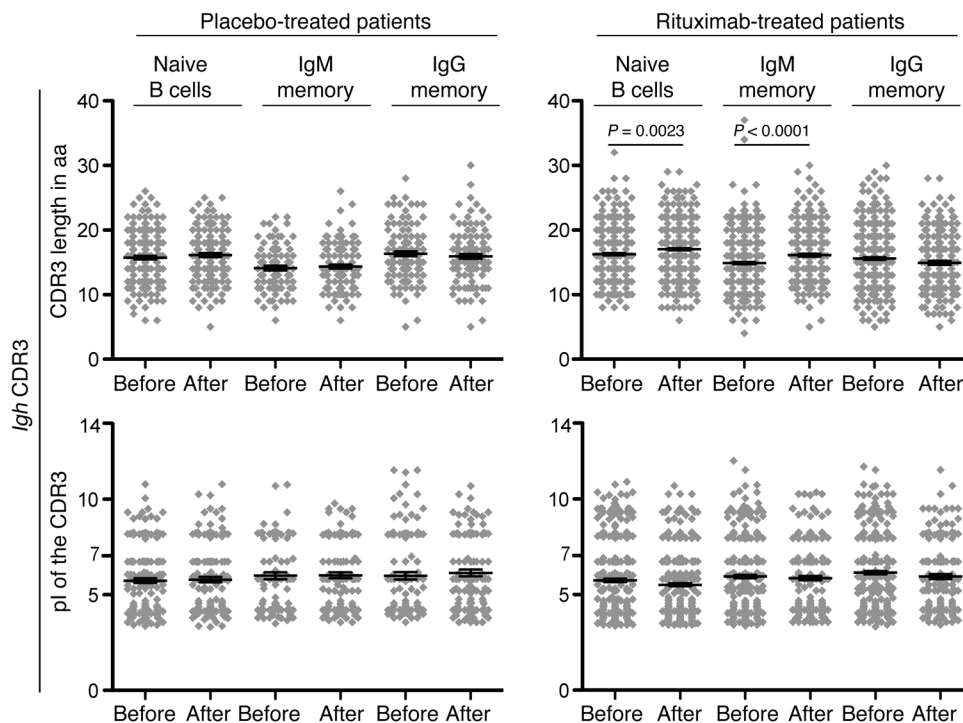 Placebo-treated patients
Rituximab-treated patients
Naive
B cells
IgM
memory
IgG
memory
Naive
B cells
IgM
memory
IgG
memory
Igh CDR3
CDR3 length in aa
40
30
20
10
0
Before After Before After Before After
40
30
20
10
0
P = 0.0023
P < 0.0001
Before After Before After Before After
pI of the CDR3
14
10
7
5
0
Before After Before After Before After
14
10
7
5
0
Before After Before After Before After